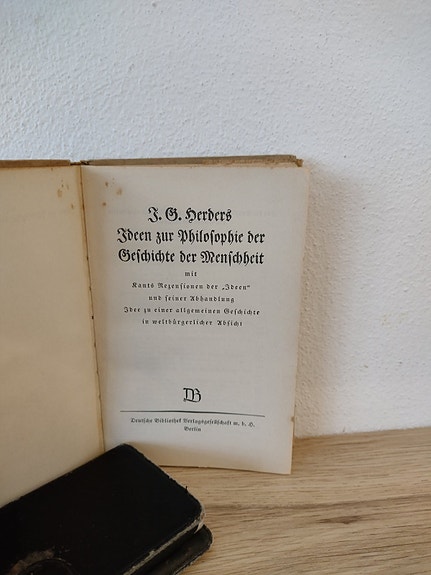 J. G. Herders
Ideen zur Philosophie der
Geschichte der Menschheit
mit
Kants Rezensionen der „Ideen“
und seiner Abhandlung
Idee zu einer allgemeinen Geschichte
in weltbürgerlicher Absicht
DB
Deutsche Bibliothek Verlagsgesellschaft m. b. H.
Berlin